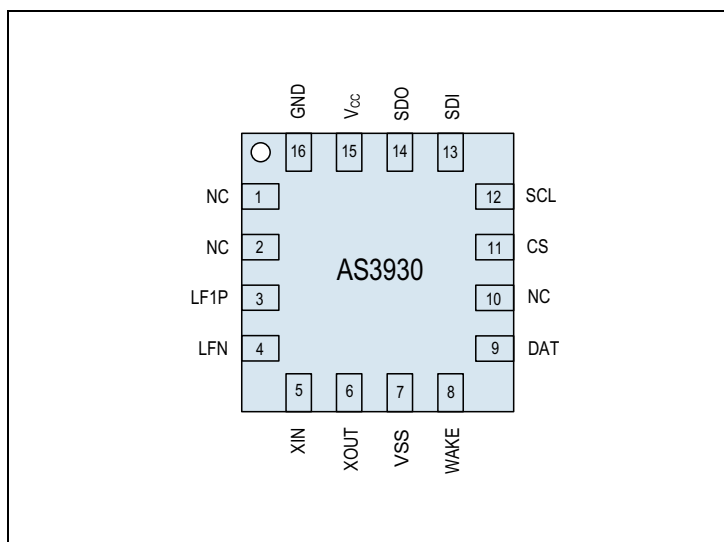 GND VCC SDO SDI
16 15 14 13
NC 1 12 SCL
NC 2 11 CS
AS3930
LF1P 3 10 NC
LFN 4 9 DAT
5 6 7 8
XIN XOUT VSS WAKE